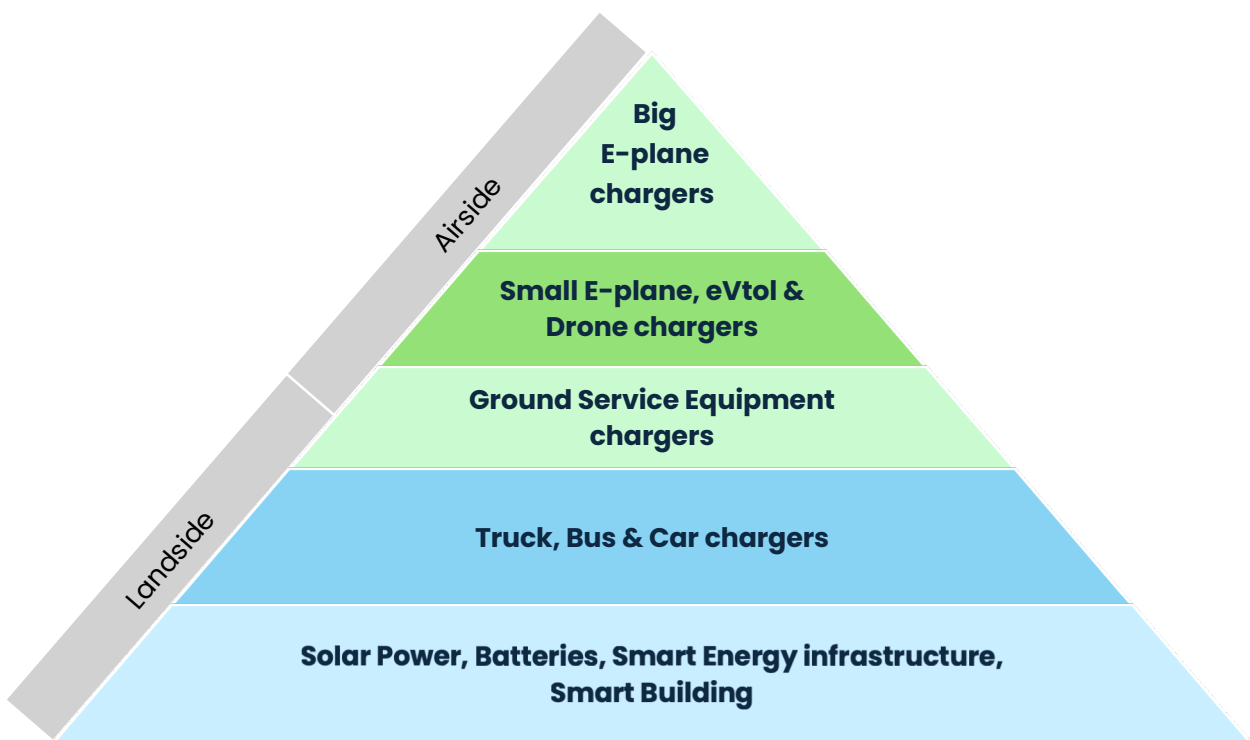 Big
E-plane
chargers
Airside
Small E-plane, eVtol &
Drone chargers
Ground Service Equipment
chargers
Landside
Truck, Bus & Car chargers
Solar Power, Batteries, Smart Energy infrastructure,
Smart Building